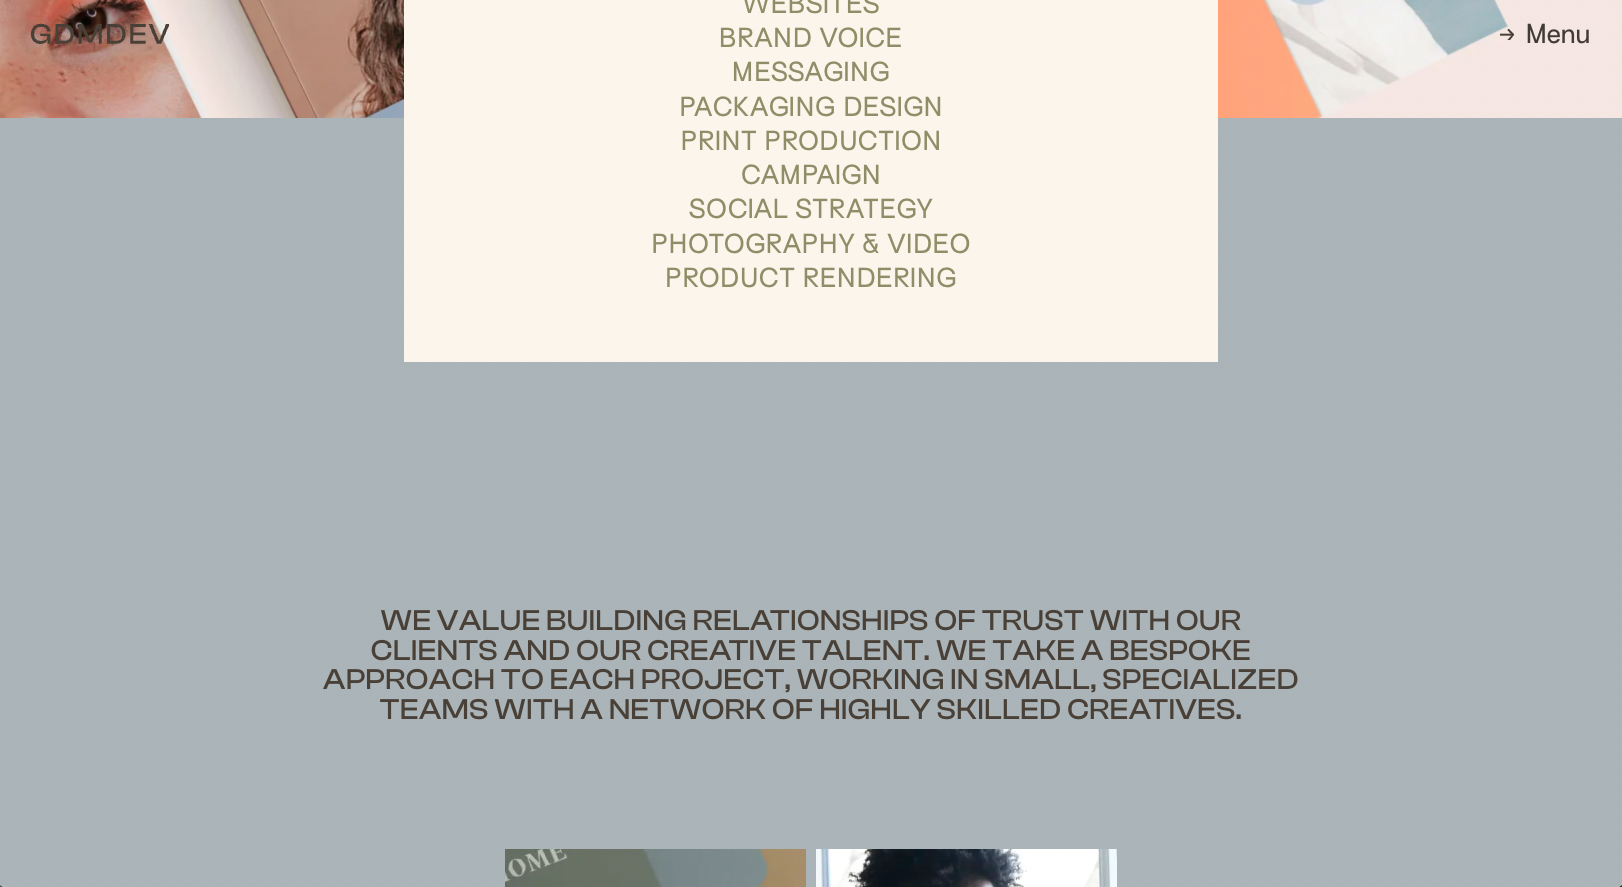 GDMDEV
→ Menu
WEBSITES
BRAND VOICE
MESSAGING
PACKAGING DESIGN
PRINT PRODUCTION
CAMPAIGN
SOCIAL STRATEGY
PHOTOGRAPHY & VIDEO
PRODUCT RENDERING
WE VALUE BUILDING RELATIONSHIPS OF TRUST WITH OUR
CLIENTS AND OUR CREATIVE TALENT. WE TAKE A BESPOKE
APPROACH TO EACH PROJECT, WORKING IN SMALL, SPECIALIZED
TEAMS WITH A NETWORK OF HIGHLY SKILLED CREATIVES.